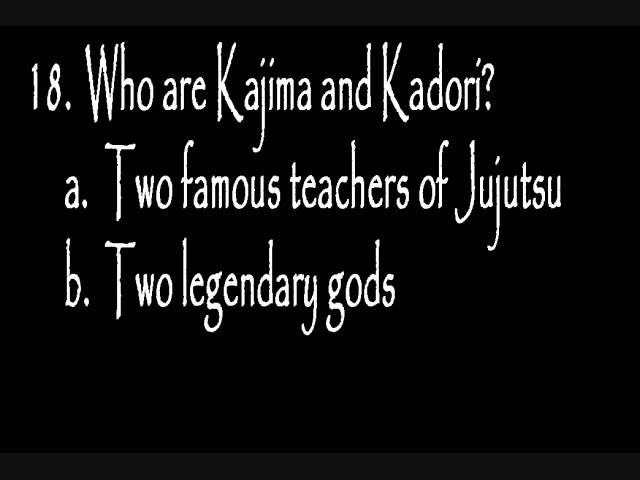 18. Who are Kajima and Kadori?
a. Two famous teachers of Jujutsu
b. Two legendary gods